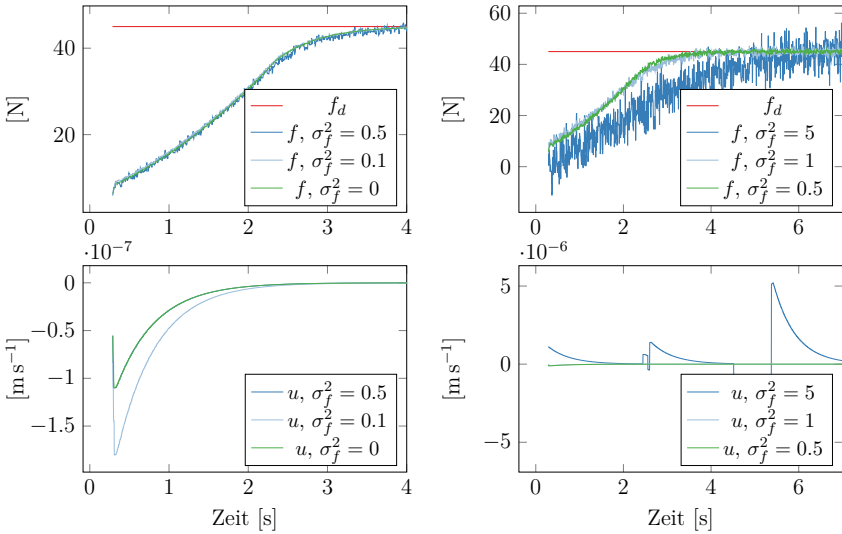 [N]
40
20
f_d
f, σ_f^2 = 0.5
f, σ_f^2 = 0.1
f, σ_f^2 = 0
0 1 2 3 4
[N]
60
40
20
0
f_d
f, σ_f^2 = 5
f, σ_f^2 = 1
f, σ_f^2 = 0.5
0 2 4 6
·10^−7
[m s^−1]
0
−0.5
−1
−1.5
u, σ_f^2 = 0.5
u, σ_f^2 = 0.1
u, σ_f^2 = 0
0 1 2 3 4
Zeit [s]
·10^−6
[m s^−1]
5
0
−5
u, σ_f^2 = 5
u, σ_f^2 = 1
u, σ_f^2 = 0.5
0 2 4 6
Zeit [s]